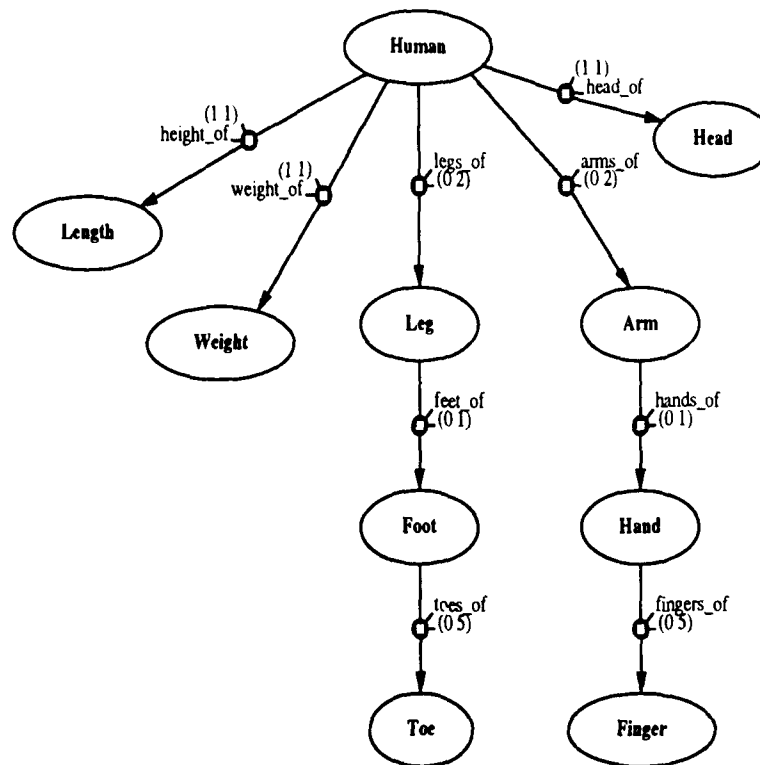 Human
(1 1)
head_of
Head
(1 1)
height_of
(1 1)
weight_of
legs_of
(0 2)
arms_of
(0 2)
Length
Weight
Leg
Arm
feet_of
(0 1)
hands_of
(0 1)
Foot
Hand
toes_of
(0 5)
fingers_of
(0 5)
Toe
Finger